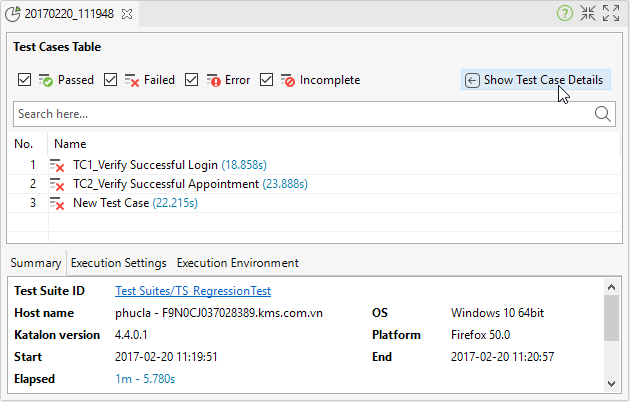 20170220_111948
Test Cases Table
Passed Failed Error Incomplete Show Test Case Details
Search here...
No. Name
1 TC1_Verify Successful Login (18.858s)
2 TC2_Verify Successful Appointment (23.888s)
3 New Test Case (22.215s)
Summary Execution Settings Execution Environment
Test Suite ID Test Suites/TS_RegressionTest
Host name phucla - F9N0CJ037028389.kms.com.vn OS Windows 10 64bit
Katalon version 4.4.0.1 Platform Firefox 50.0
Start 2017-02-20 11:19:51 End 2017-02-20 11:20:57
Elapsed 1m - 5.780s